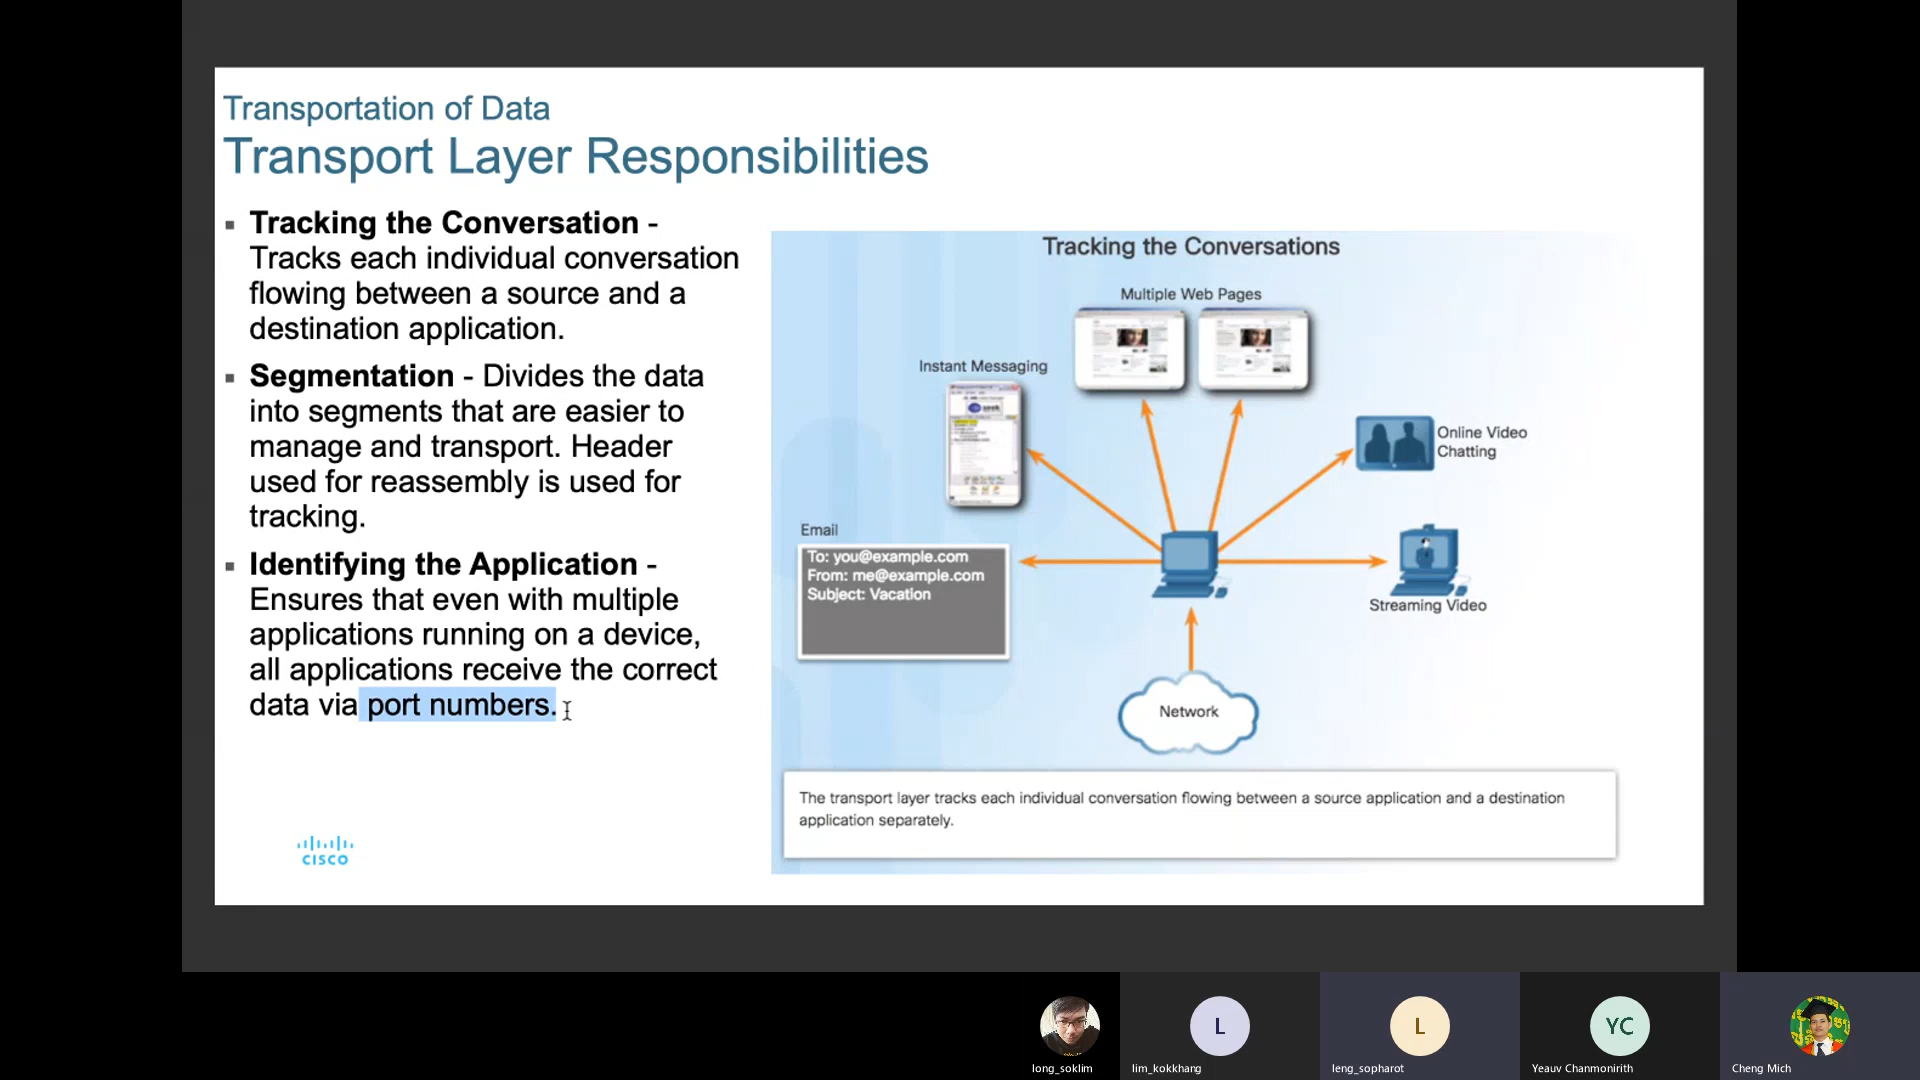 Transportation of Data
Transport Layer Responsibilities
▪ Tracking the Conversation -
Tracks each individual conversation
flowing between a source and a
destination application.
▪ Segmentation - Divides the data
into segments that are easier to
manage and transport. Header
used for reassembly is used for
tracking.
▪ Identifying the Application -
Ensures that even with multiple
applications running on a device,
all applications receive the correct
data via port numbers.
CISCO
Tracking the Conversations
Multiple Web Pages
Instant Messaging
Online Video
Chatting
Email
To: you@example.com
From: me@example.com
Subject: Vacation
Streaming Video
Network
The transport layer tracks each individual conversation flowing between a source application and a destination
application separately.
L
L
YC
long_soklim
lim_kokkhang
leng_sopharot
Yeauv Chanmonirith
Cheng Mich